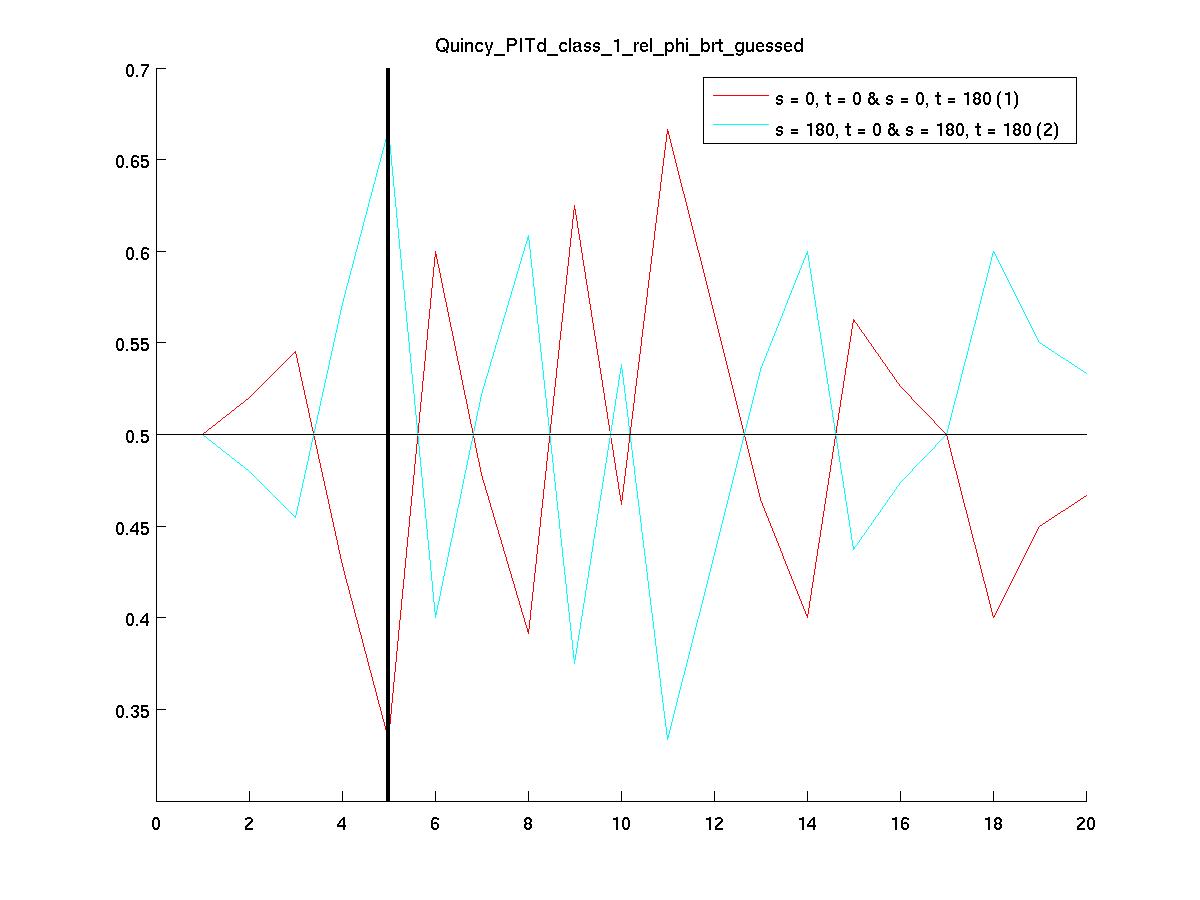 Quincy_PITd_class_1_rel_phi_brt_guessed
s = 0, t = 0 & s = 0, t = 180 (1)
s = 180, t = 0 & s = 180, t = 180 (2)
0.7
0.65
0.6
0.55
0.5
0.45
0.4
0.35
0 2 4 6 8 10 12 14 16 18 20